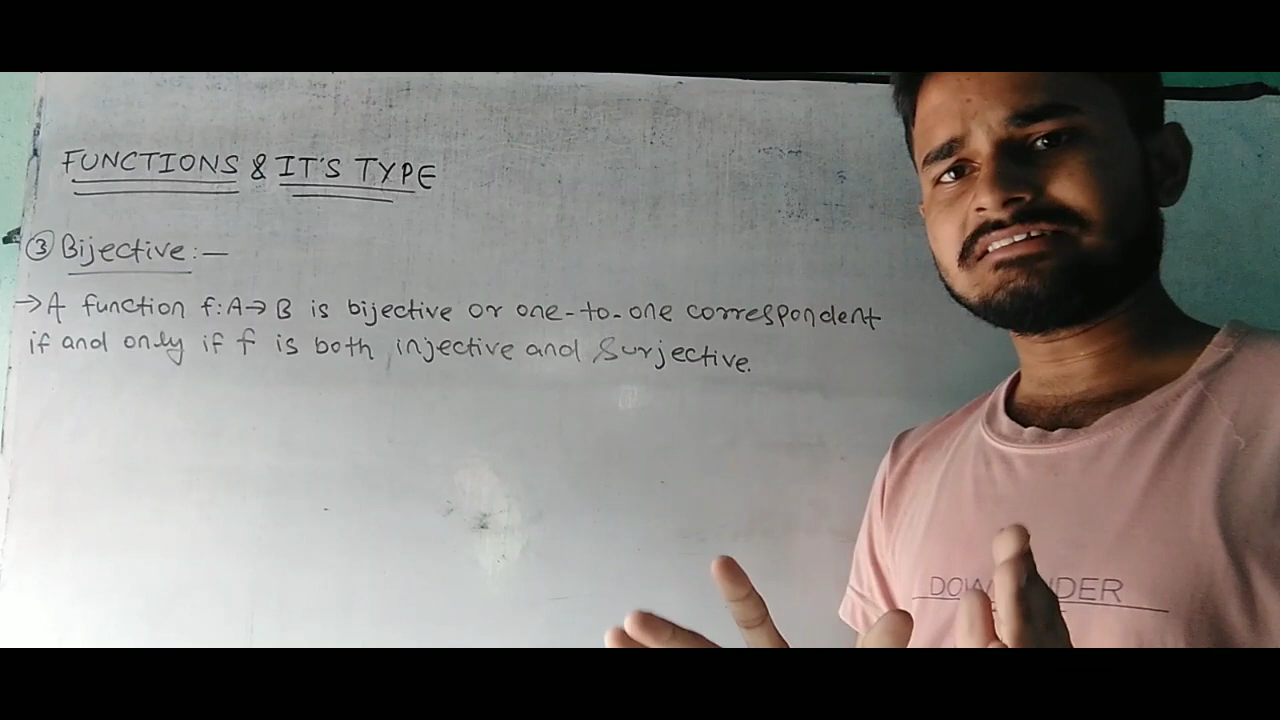 FUNCTIONS & IT'S TYPE
③ Bijective:—
→ A function f: A→ B is bijective or one-to-one correspondent
if and only if f is both injective and Surjective.